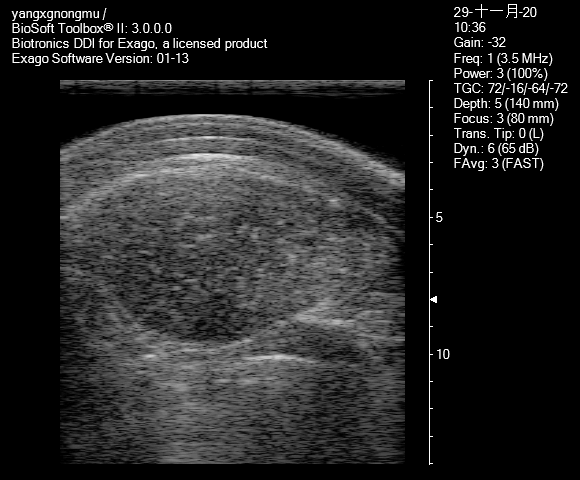 yangxgnongmu /
BioSoft Toolbox® II: 3.0.0.0
Biotronics DDI for Exago, a licensed product
Exago Software Version: 01-13
29-十一月-20
10:36
Gain: -32
Freq: 1 (3.5 MHz)
Power: 3 (100%)
TGC: 72/-16/-64/-72
Depth: 5 (140 mm)
Focus: 3 (80 mm)
Trans. Tip: 0 (L)
Dyn.: 6 (65 dB)
FAvg: 3 (FAST)
5
10